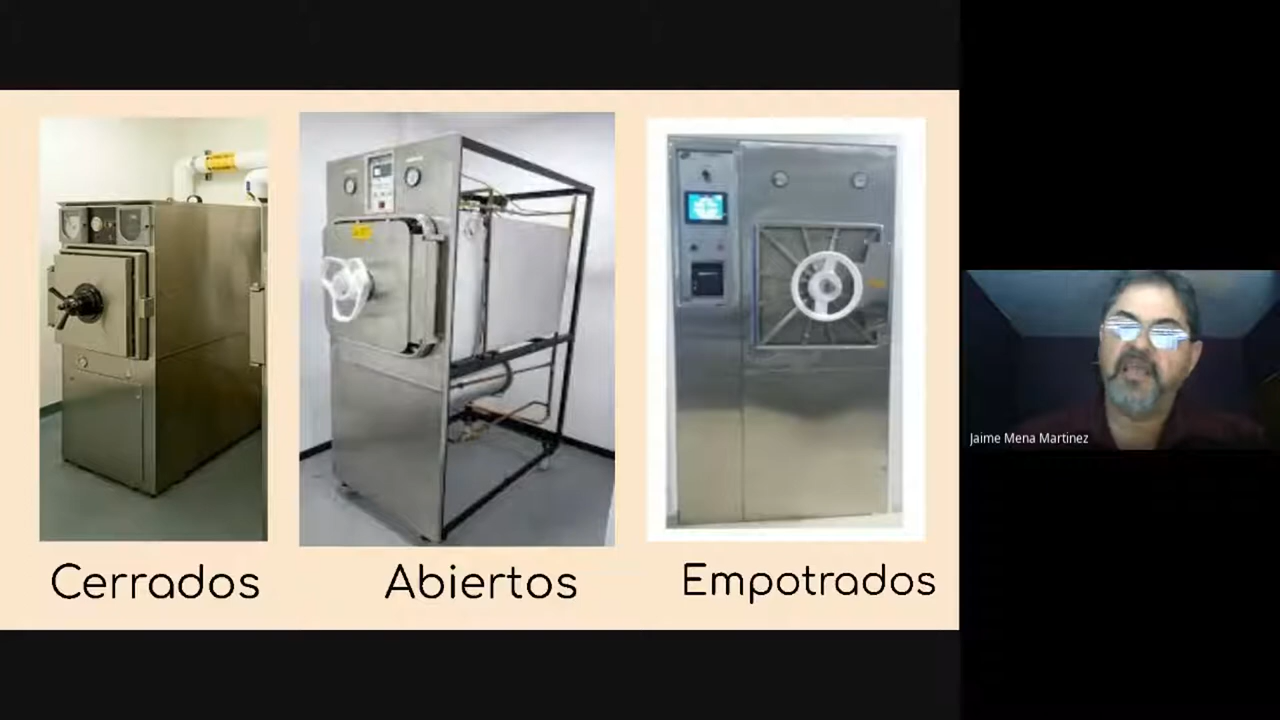 Cerrados
Abiertos
Empotrados
Jaime Mena Martinez